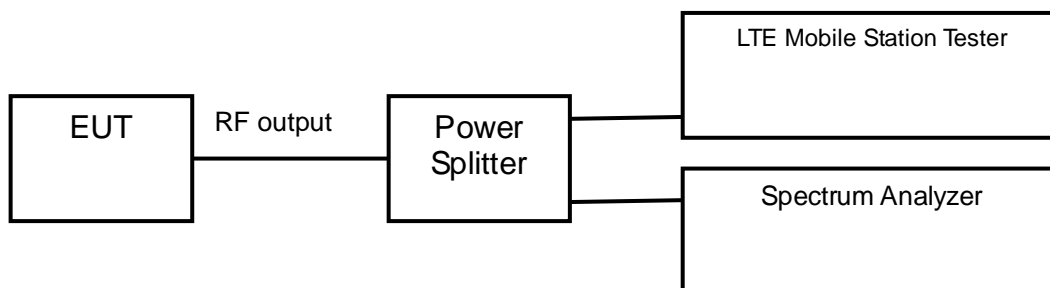 EUT
RF output
Power
Splitter
LTE Mobile Station Tester
Spectrum Analyzer